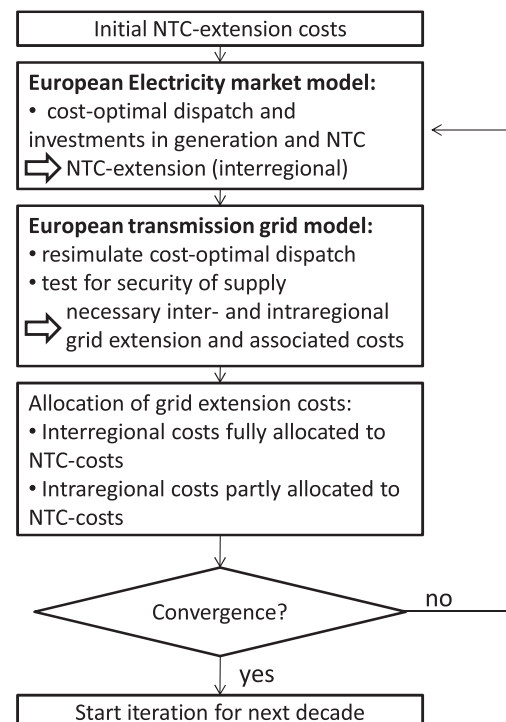 Initial NTC-extension costs
European Electricity market model:
• cost-optimal dispatch and
investments in generation and NTC
NTC-extension (interregional)
European transmission grid model:
• resimulate cost-optimal dispatch
• test for security of supply
necessary inter- and intraregional
grid extension and associated costs
Allocation of grid extension costs:
• Interregional costs fully allocated to
NTC-costs
• Intraregional costs partly allocated to
NTC-costs
Convergence?
no
yes
Start iteration for next decade